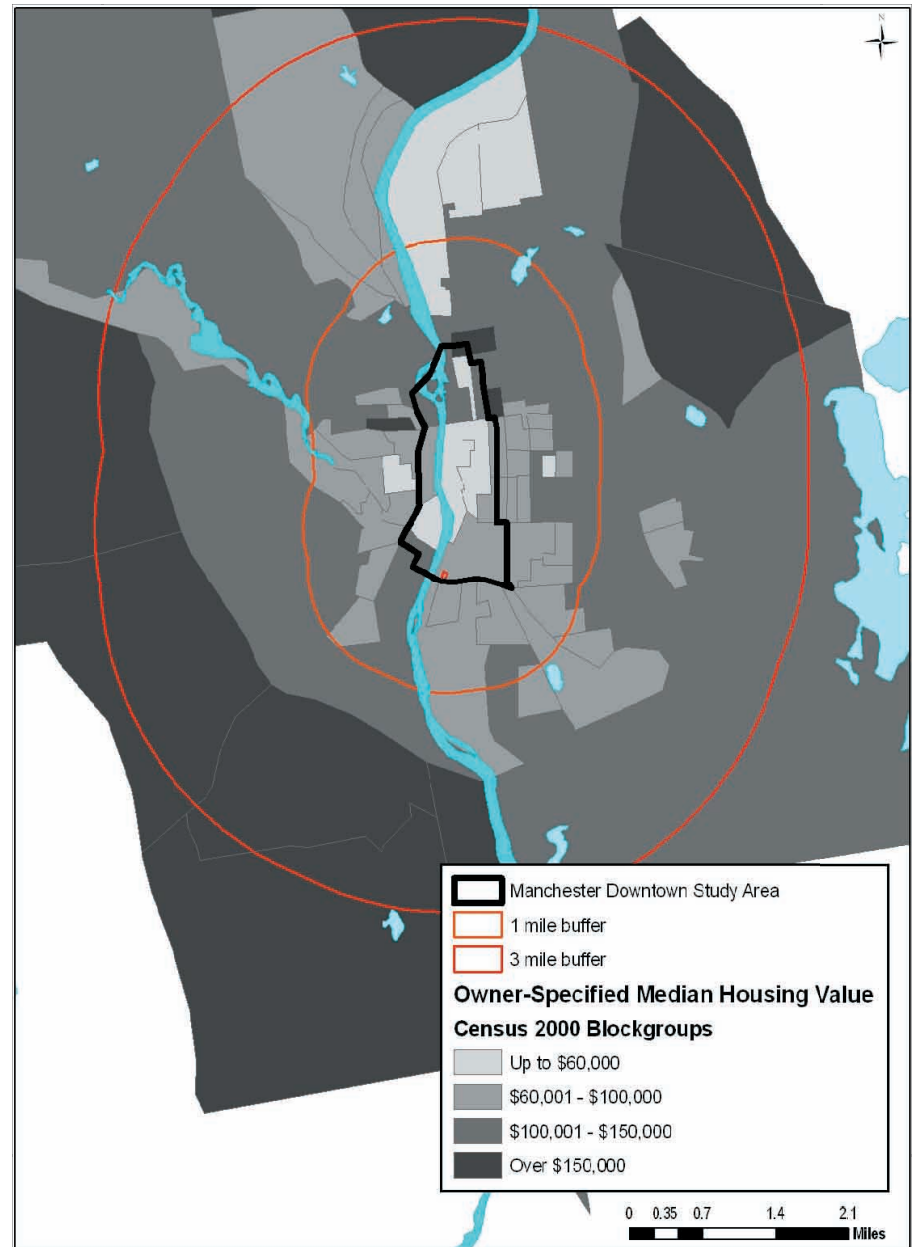 N
Manchester Downtown Study Area
1 mile buffer
3 mile buffer
Owner-Specified Median Housing Value
Census 2000 Blockgroups
Up to $60,000
$60,001 - $100,000
$100,001 - $150,000
Over $150,000
0 0.35 0.7 1.4 2.1
Miles